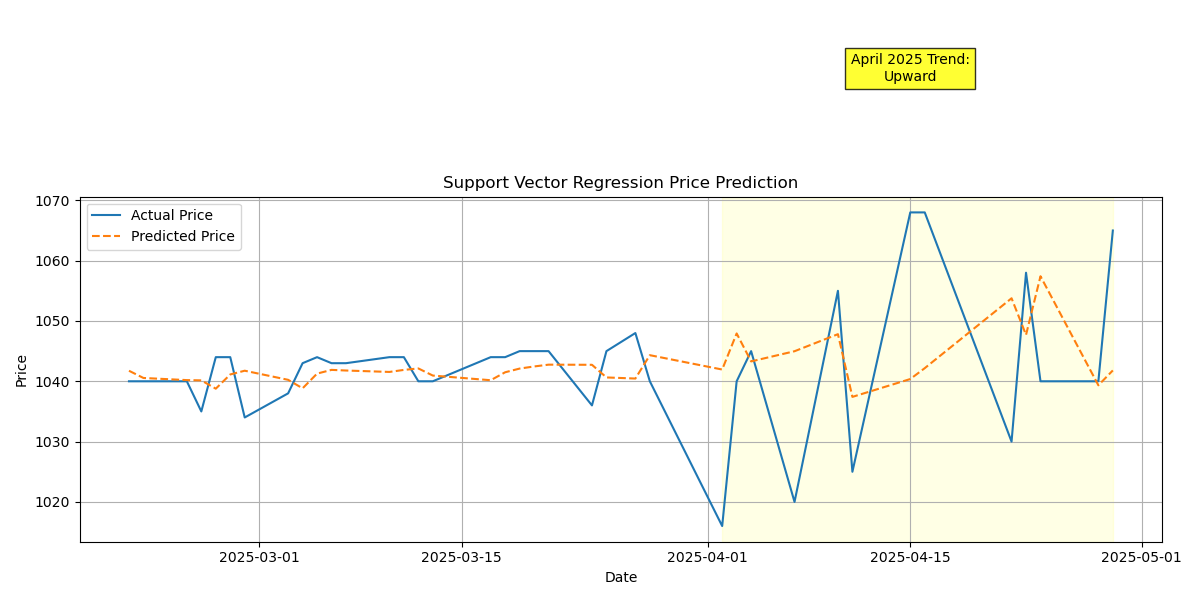 April 2025 Trend:
Upward
Support Vector Regression Price Prediction
Actual Price
Predicted Price
Price
1070
1060
1050
1040
1030
1020
2025-03-01
2025-03-15
2025-04-01
2025-04-15
2025-05-01
Date